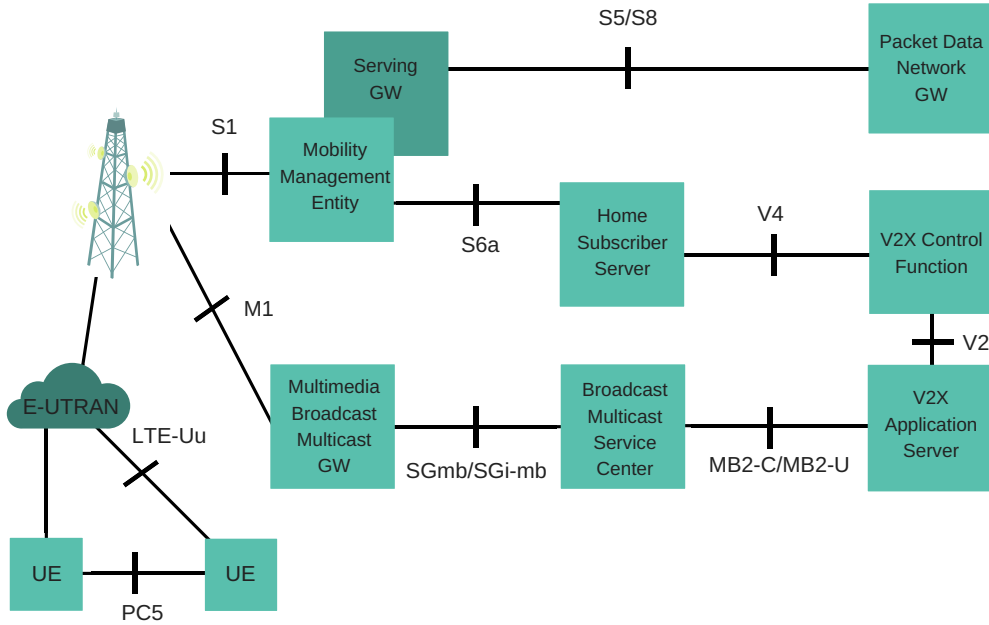 S5/S8
Serving
GW
Packet Data
Network
GW
S1
Mobility
Management
Entity
S6a
Home
Subscriber
Server
V4
V2X Control
Function
M1
V2
E-UTRAN
LTE-Uu
Multimedia
Broadcast
Multicast
GW
SGmb/SGi-mb
Broadcast
Multicast
Service
Center
MB2-C/MB2-U
V2X
Application
Server
UE
PC5
UE